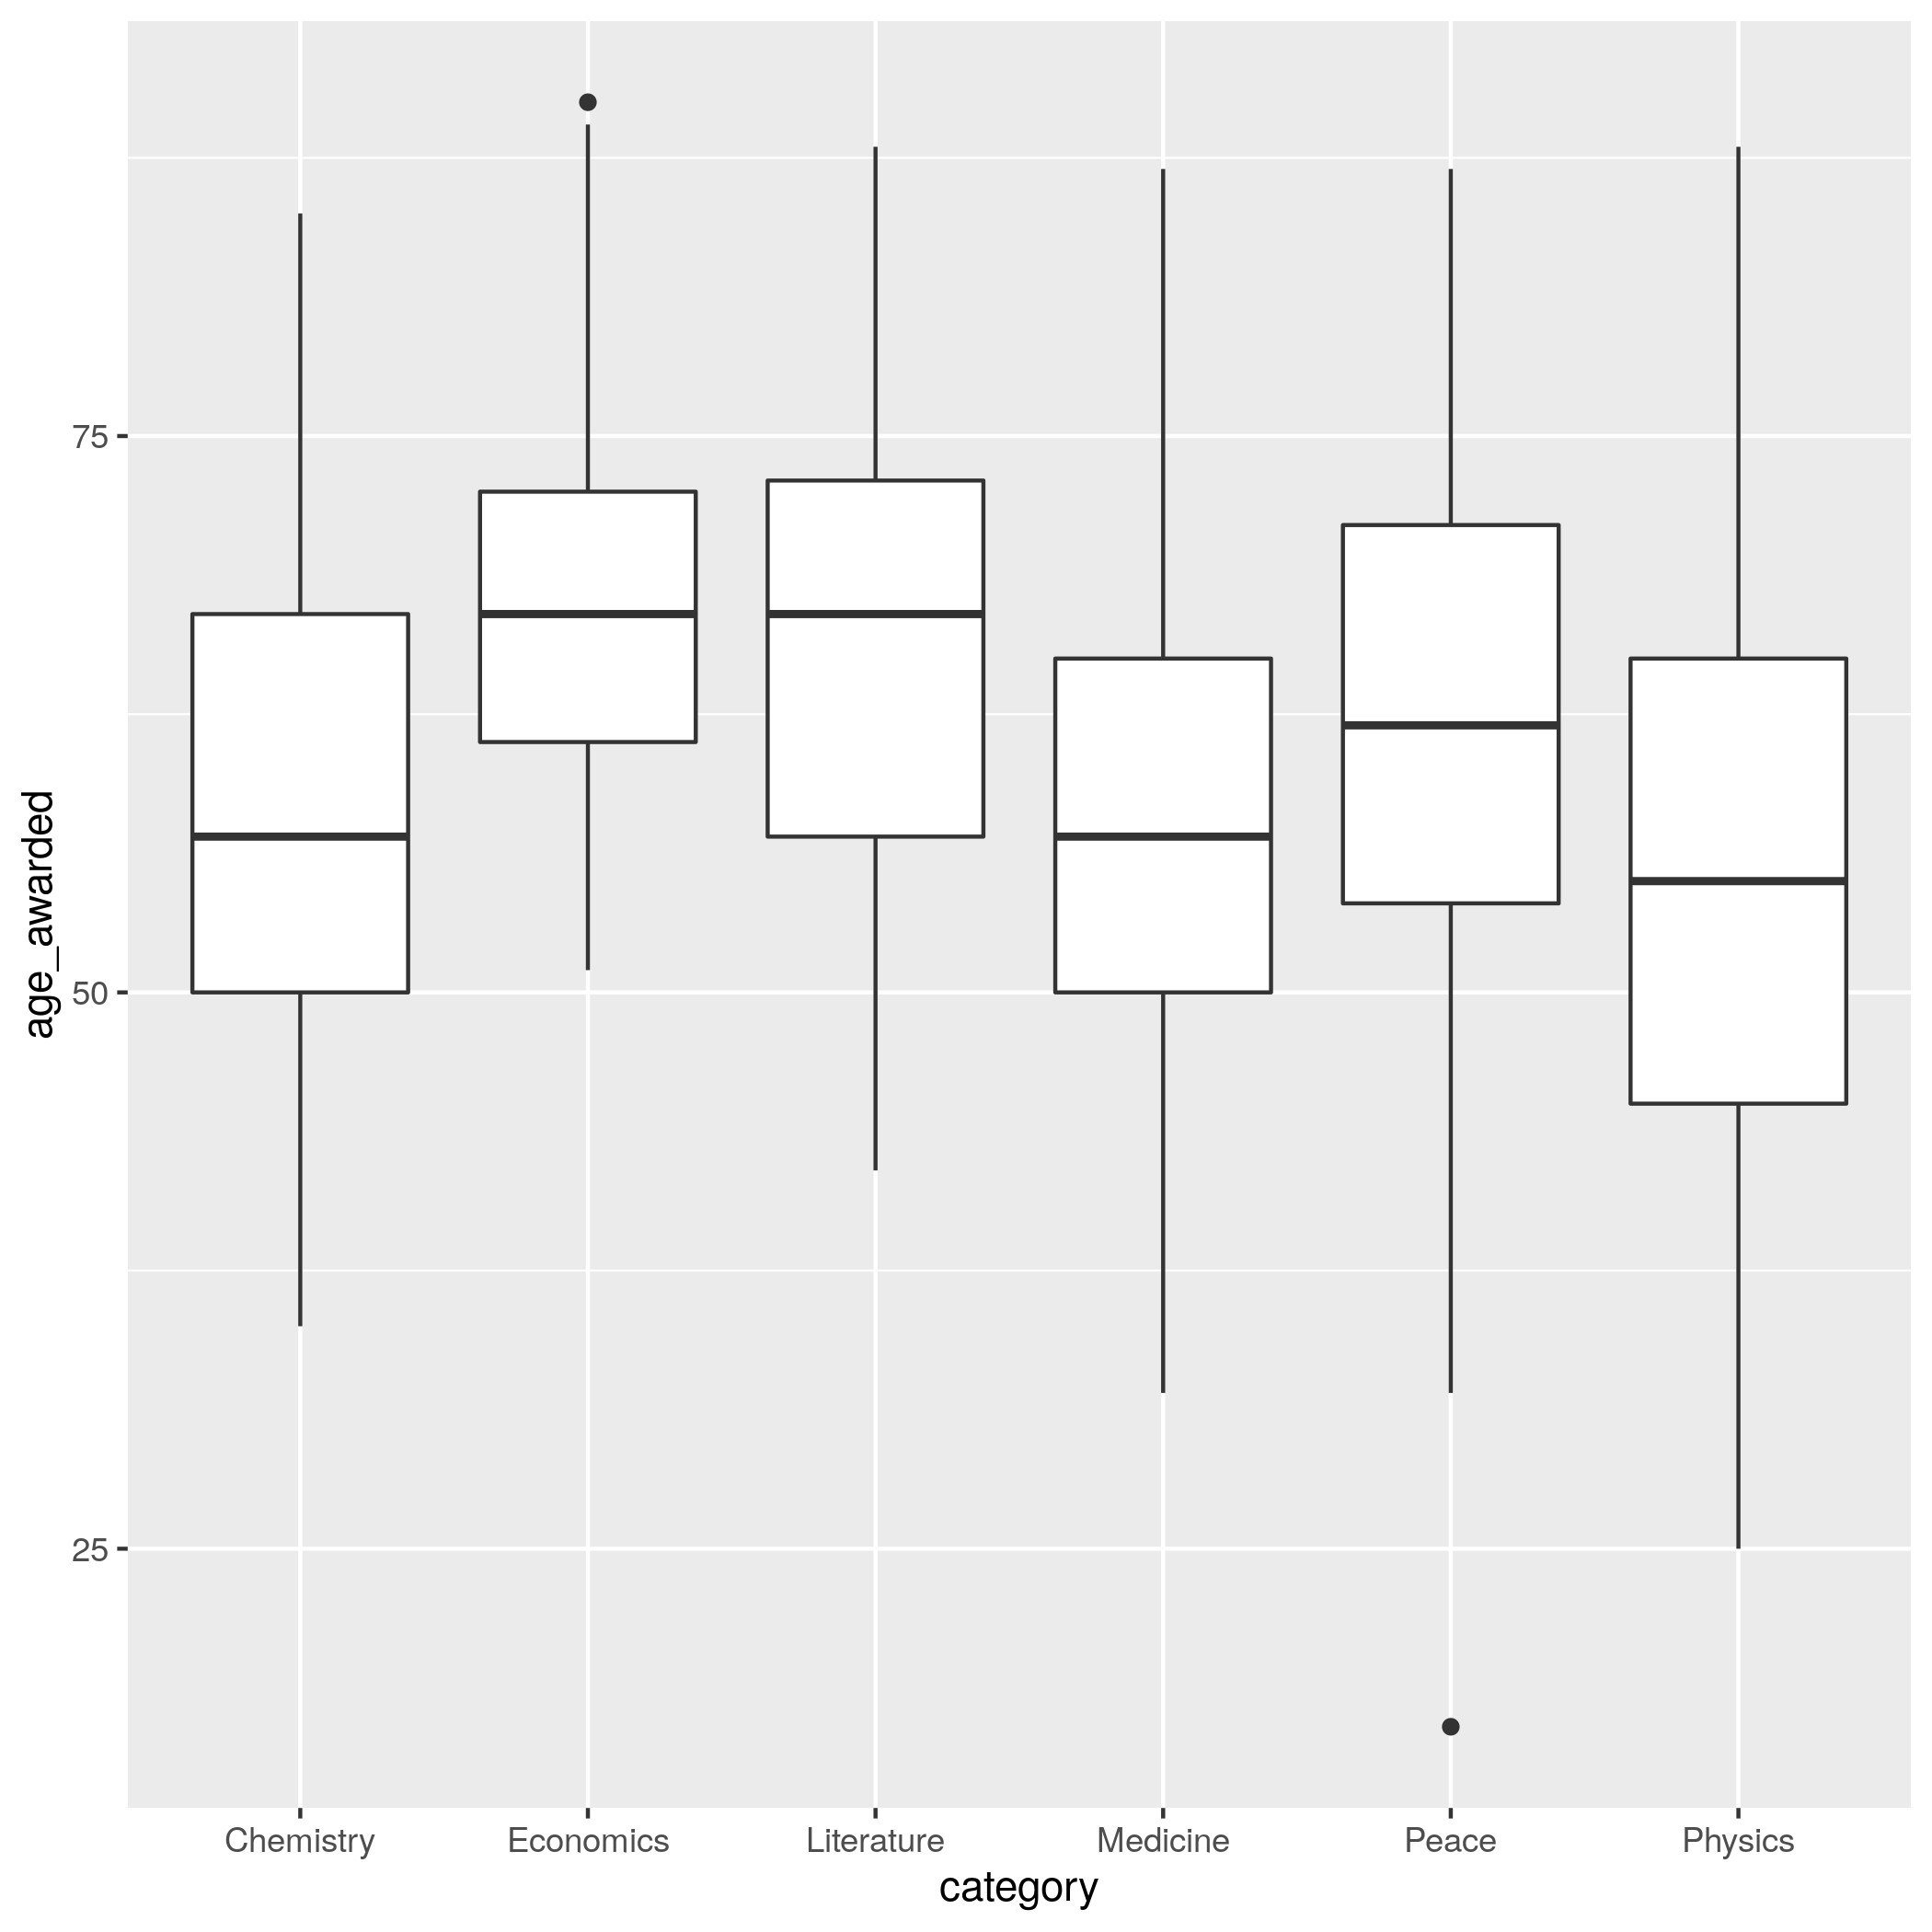 age_awarded
75
50
25
Chemistry Economics Literature Medicine Peace Physics
category